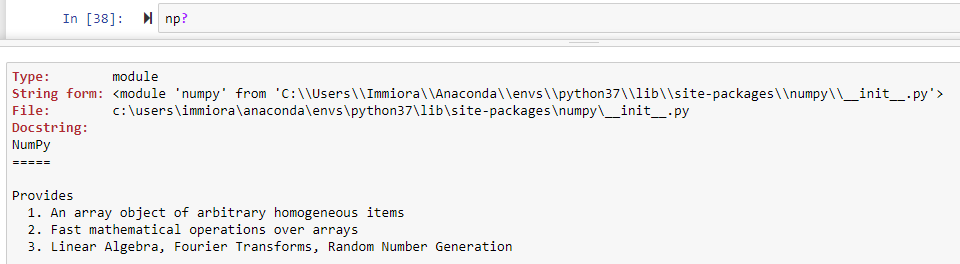 In [38]: np?
Type: module
String form: <module 'numpy' from 'C:\\Users\\Immiora\\Anaconda\\envs\\python37\\lib\\site-packages\\numpy\\__init__.py'>
File: c:\users\immiora\anaconda\envs\python37\lib\site-packages\numpy\__init__.py
Docstring:
NumPy
=====
Provides
1. An array object of arbitrary homogeneous items
2. Fast mathematical operations over arrays
3. Linear Algebra, Fourier Transforms, Random Number Generation